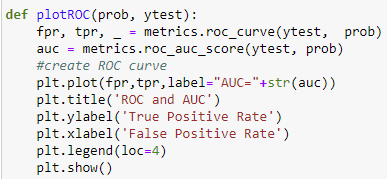 def plotROC(prob, ytest):
    fpr, tpr, _ = metrics.roc_curve(ytest,  prob)
    auc = metrics.roc_auc_score(ytest, prob)
    #create ROC curve
    plt.plot(fpr,tpr,label="AUC="+str(auc))
    plt.title('ROC and AUC')
    plt.ylabel('True Positive Rate')
    plt.xlabel('False Positive Rate')
    plt.legend(loc=4)
    plt.show()